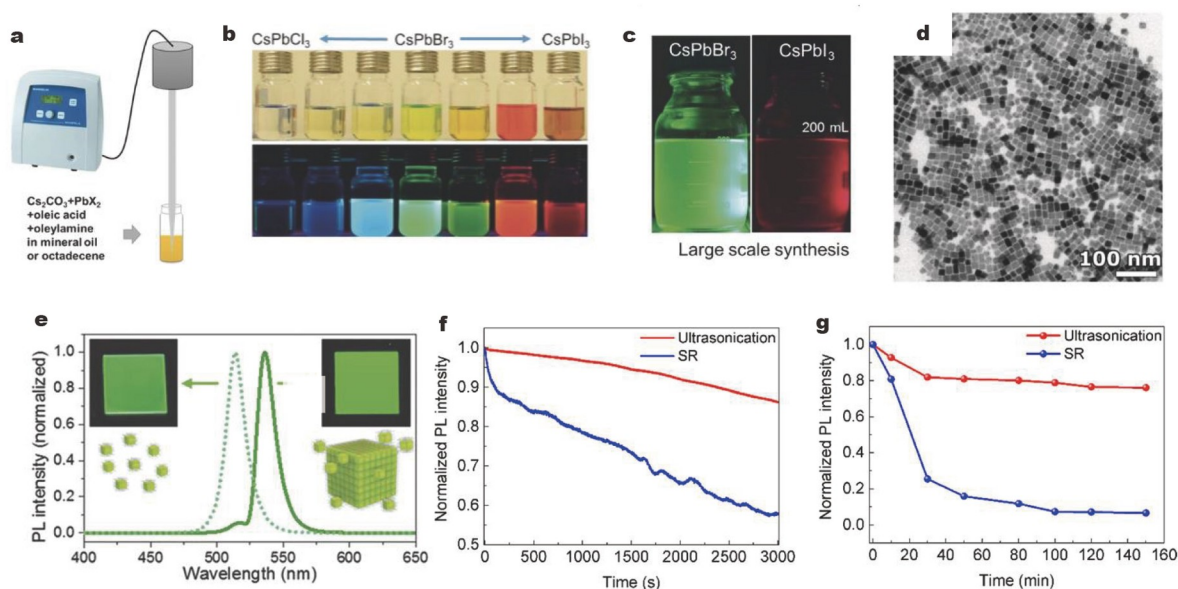 a
Cs₂CO₃+PbX₂
+oleic acid
+oleylamine
in mineral oil
or octadecene
b
CsPbCl₃
CsPbBr₃
CsPbI₃
c
CsPbBr₃
CsPbI₃
200 mL
Large scale synthesis
d
100 nm
e
PL intensity (normalized)
1.0
0.8
0.6
0.4
0.2
0.0
400
450
500
550
600
650
Wavelength (nm)
f
Ultrasonication
SR
Normalized PL intensity
1.0
0.9
0.8
0.7
0.6
0.5
0
500
1000
1500
2000
2500
3000
Time (s)
g
Ultrasonication
SR
Normalized PL intensity
1.0
0.8
0.6
0.4
0.2
0.0
0
20
40
60
80
100
120
140
160
Time (min)